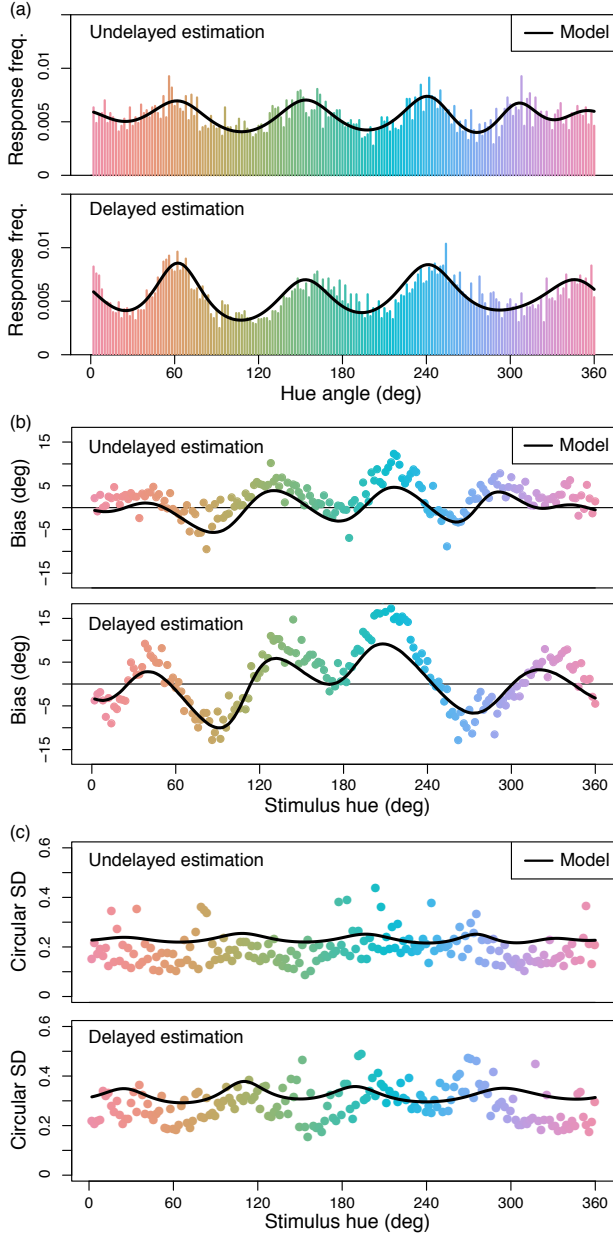 (a)
Undelayed estimation
Model
Response freq.
0 0.005 0.01
Delayed estimation
Response freq.
0 0.005 0.01
0 60 120 180 240 300 360
Hue angle (deg)
(b)
Undelayed estimation
Model
Bias (deg)
−15 −5 5 15
Delayed estimation
Bias (deg)
−15 −5 5 15
0 60 120 180 240 300 360
Stimulus hue (deg)
(c)
Undelayed estimation
Model
Circular SD
0 0.2 0.4 0.6
Delayed estimation
Circular SD
0 0.2 0.4 0.6
0 60 120 180 240 300 360
Stimulus hue (deg)